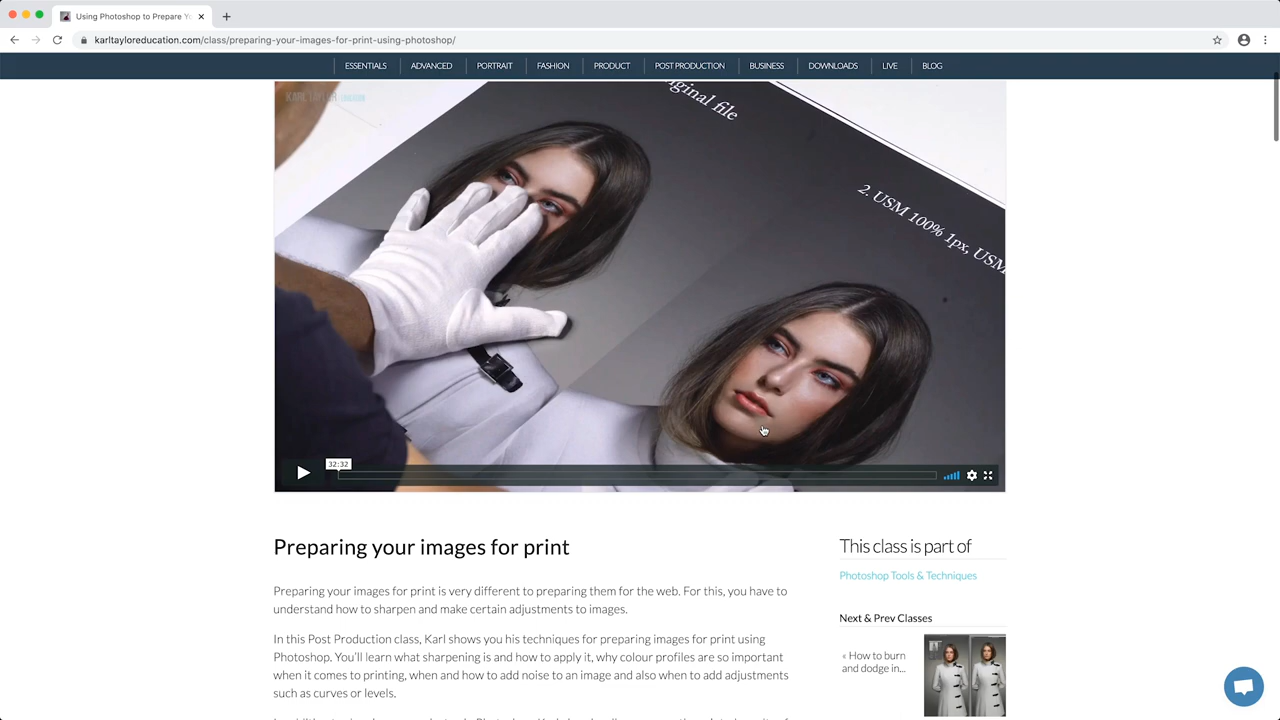 Using Photoshop to Prepare Yo
karltayloreducation.com/class/preparing-your-images-for-print-using-photoshop/
ESSENTIALS
ADVANCED
PORTRAIT
FASHION
PRODUCT
POST PRODUCTION
BUSINESS
DOWNLOADS
LIVE
BLOG
KARL TAYLOR
iginal file
2. USM 100% 1px, USM
32:32
Preparing your images for print
Preparing your images for print is very different to preparing them for the web. For this, you have to
understand how to sharpen and make certain adjustments to images.
In this Post Production class, Karl shows you his techniques for preparing images for print using
Photoshop. You'll learn what sharpening is and how to apply it, why colour profiles are so important
when it comes to printing, when and how to add noise to an image and also when to add adjustments
such as curves or levels.
This class is part of
Photoshop Tools & Techniques
Next & Prev Classes
« How to burn
and dodge in...